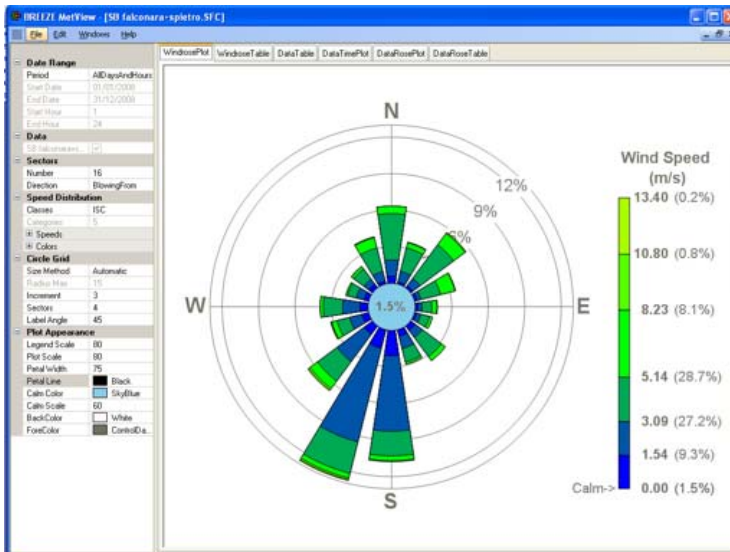 BREEZE MetView - [SB falconara-spietro.SFC]
File Edit Windows Help
WindrosePlot WindroseTable DataTable DataTimePlot DataRosePlot DataRoseTable
Date Range
Period AllDaysAndHours
Start Date 01/01/2008
End Date 31/12/2008
Start Hour 1
End Hour 24
Data
Sectors
Number 16
Direction BlowingFrom
Speed Distribution
Classes ISC
Categories 5
Speeds
Colors
Circle Grid
Size Method Automatic
Radius Max 15
Increment 3
Sectors 4
Label Angle 45
Plot Appearance
Legend Scale 80
Plot Scale 80
Petal Width 75
Petal Line Black
Calm Color SkyBlue
Calm Scale 60
BackColor White
ForeColor ControlDa...
N
12%
9%
6%
W
1.5%
E
S
Wind Speed
(m/s)
13.40 (0.2%)
10.80 (0.8%)
8.23 (8.1%)
5.14 (28.7%)
3.09 (27.2%)
1.54 (9.3%)
Calm-> 0.00 (1.5%)